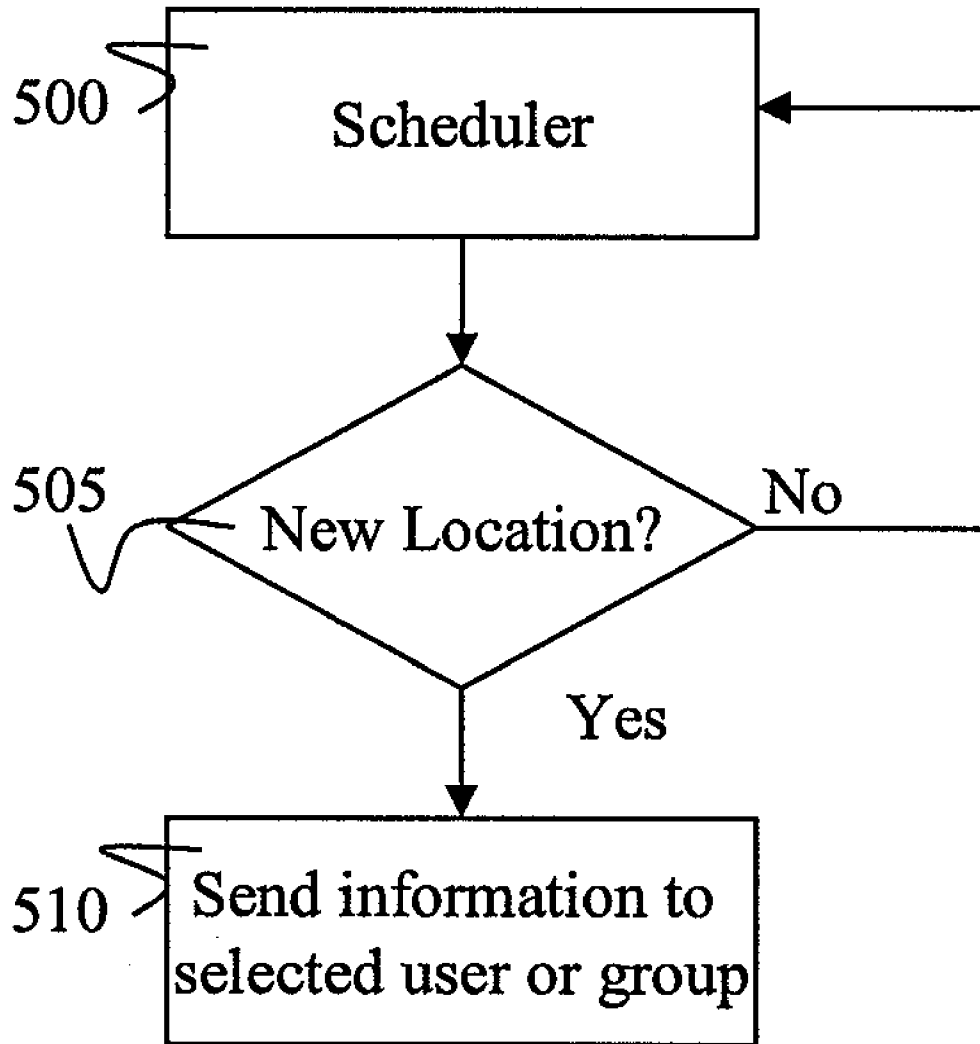 500
Scheduler
505
New Location?
No
Yes
510
Send information to
selected user or group